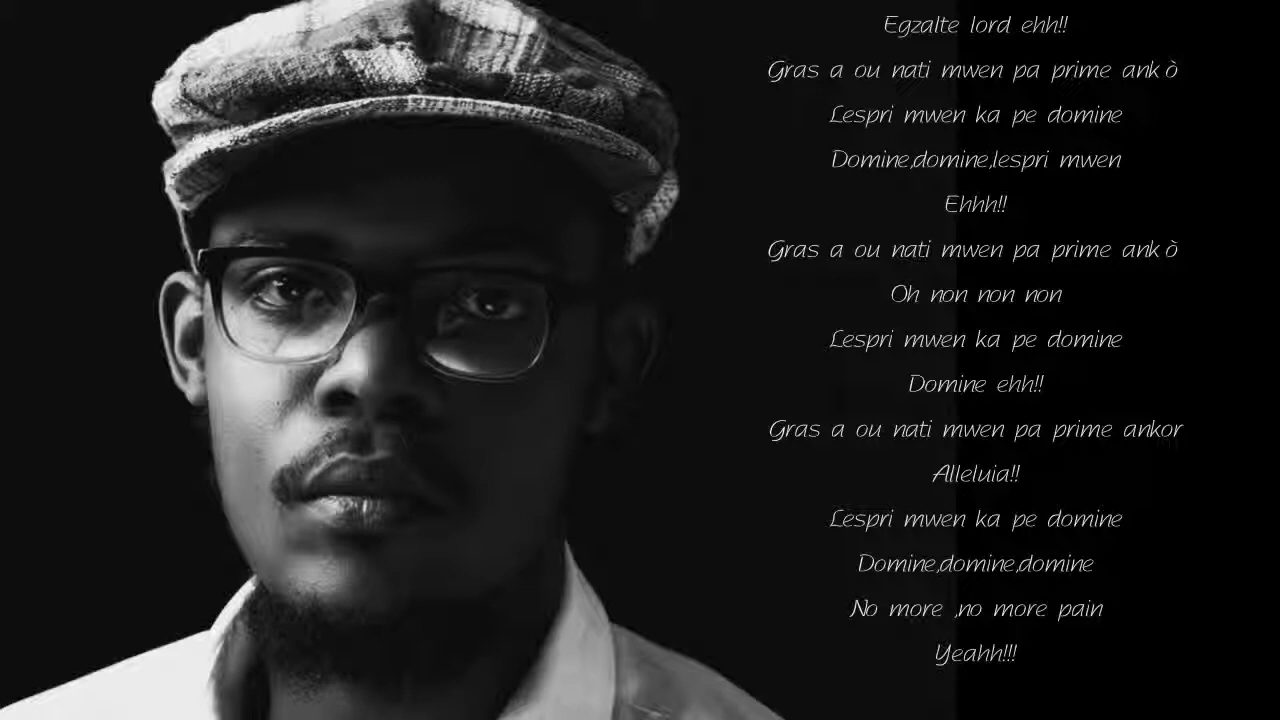 Egzalte lord ehh!!
Gras a ou nati mwen pa prime ankò
Lespri mwen ka pe domine
Domine,domine,lespri mwen
Ehhh!!
Gras a ou nati mwen pa prime ankò
Oh non non non
Lespri mwen ka pe domine
Domine ehh!!
Gras a ou nati mwen pa prime ankor
Alleluia!!
Lespri mwen ka pe domine
Domine,domine,domine
No more ,no more pain
Yeahh!!!